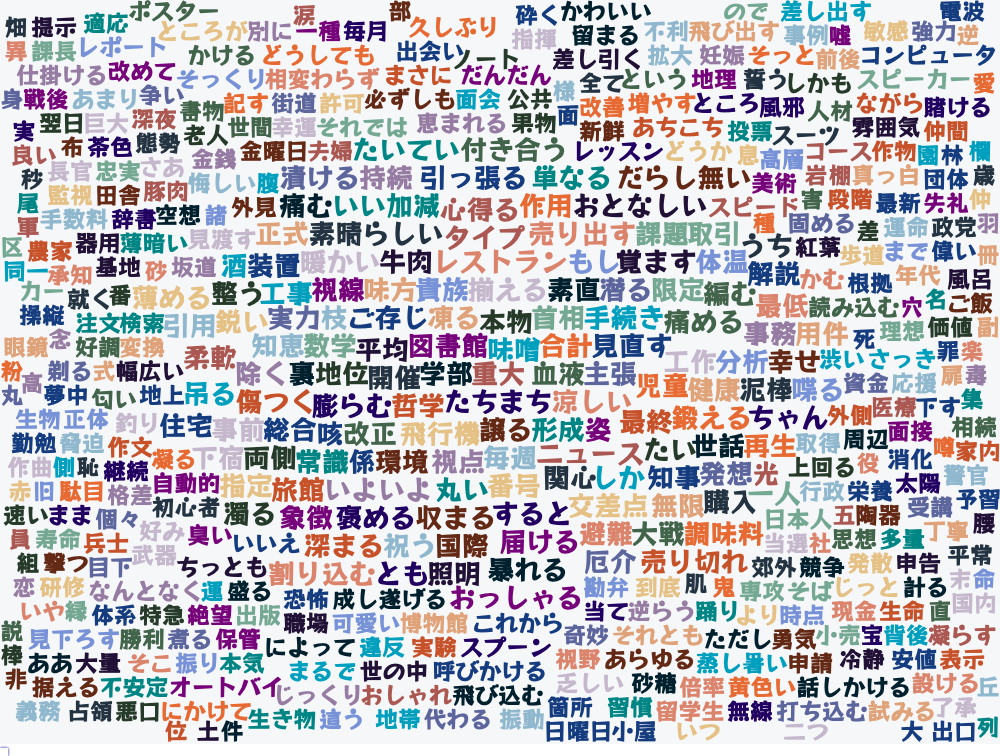 ポスター 涙 部 砕く かわいい ので 差し出す 電波
畑 提示 適応 ところが 別に 一種 毎月 久しぶり 指揮 留まる 不利 飛び出す 事例 嘘 敏感 強力 逆
異 課長 レポート かける どうしても 出会い ノート 差し引く 拡大 妊娠 そっと 前後 コンピュータ
仕掛ける 改めて そっくり 相変わらず まさに だんだん 様 全て という 地理 誓う しかも スピーカー 愛
身 戦後 あまり 争い 書物 記す 街道 許可 必ずしも 面会 公共 面 改善 増やす ところ 風邪 人材 ながら 賭ける
実 翌日 巨大 深夜 老人 世間 幸運 それでは 恵まれる 果物 新鮮 あちこち 投票 スーツ 雰囲気 仲間
良い 布 茶色 態勢 金銭 金曜日 夫婦 たいてい 付き合う レッスン どうか 息 高層 コース 作物 園 林 欄
秒 長官 忠実 さあ 悔しい 腹 漬ける 持続 引っ張る 単なる だらし無い 美術 岩 棚 真っ白 団体 歳
尾 監視 田舎 豚肉 外見 痛む いい加減 心得る 作用 おとなしい スピード 害 段階 最新 失礼 仲
軍 手数料 辞書 空想 諸 正式 素晴らしい タイプ 売り出す 課題 取引 種 固める 差 運命 政党 羽
区 農家 器用 薄暗い 見渡す うち 紅葉 歩道 まで 偉い 冊
同一 承知 基地 砂 坂道 酒 装置 暖かい 牛肉 レストラン もし 覚ます 体温 解説 かむ 根拠 年代 風呂
カー 就く 番 薄める 整う 工事 視線 味方 貴族 揃える 素直 潜る 限定 編む 最低 読み込む 穴 名 ご飯
操縦 注文 検索 引用 鋭い 実力 枝 ご存じ 凍る 本物 首相 手続き 痛める 事務 用件 死 理想 価値 副
眼鏡 念 好調 変換 柔軟 知恵 数学 平均 図書館 味噌 合計 見直す 工作 分析 幸せ 渋い さっき 罪 楽
粉 高 剃る 式 幅広い 除く 裏 地位 開催 学部 重大 血液 主張 児童 健康 泥棒 喋る 資金 応援 扉 毒
丸 夢中 匂い 地上 吊る 傷つく 膨らむ 哲学 たちまち 涼しい 最終 鍛える ちゃん 外側 医療 下す 集
生物 正体 釣り 住宅 事前 総合 咳 改正 飛行機 譲る 形成 姿 面接 相続
勤勉 脅迫 作文 凝る 下宿 両側 常識 係 環境 視点 毎週 ニュース たい 世話 再生 取得 周辺 噂 家内
作曲 側 恥 継続 自動的 指定 旅館 いよいよ 丸い 番号 関心 しか 知事 発想 光 上回る 役 消化 警官
赤 旧 駄目 格差 初心者 交差点 無限 購入 一人 行政 栄養 太陽 予習
速い まま 個々 好み 臭い 濁る 象徴 褒める 収まる すると 日本人 五 陶器 受講 腰
員 寿命 兵士 武器 いいえ 深まる 祝う 国際 届ける 避難 大戦 調味料 当選 社 思想 多量 丁寧
組 撃つ 目下 ちっとも 割り込む とも 照明 暴れる 厄介 売り切れ 郊外 競争 発散 申告 平常
恋 研修 なんとなく 運 盛る 恐怖 成し遂げる おっしゃる 勘弁 到底 肌 鬼 専攻 そば じっと 計る 末 命
いや 縁 体系 特急 絶望 出版 職場 可愛い 博物館 これから 当て 逆らう 踊り より 時点 現金 生命 直 国内
説 見下ろす 勝利 煮る 保管 によって 違反 実験 スプーン 奇妙 それとも ただし 勇気 小売 宝 背後 凝らす
棒 ああ 大量 そこ 振り 本気 まるで 世の中 呼びかける 視野 あらゆる 蒸し暑い 申請 冷静 安値 表示
非 据える 不安定 オートバイ じっくり おしゃれ 飛び込む 乏しい 砂糖 倍率 黄色い 話しかける 設ける 丘
義務 占領 悪口 にかけて 生き物 違う 地帯 代わる 振動 箇所 習慣 留学生 無線 打ち込む 試みる 了承
位 土 件 日曜日 小屋 いつ 二つ 大 出口 列